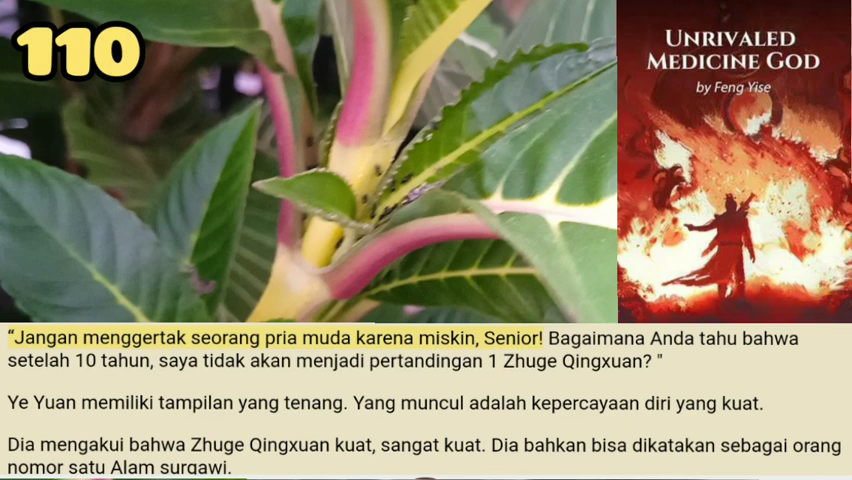 110
UNRIVALED
MEDICINE GOD
by Feng Yise
“Jangan menggertak seorang pria muda karena miskin, Senior! Bagaimana Anda tahu bahwa
setelah 10 tahun, saya tidak akan menjadi pertandingan 1 Zhuge Qingxuan? "
Ye Yuan memiliki tampilan yang tenang. Yang muncul adalah kepercayaan diri yang kuat.
Dia mengakui bahwa Zhuge Qingxuan kuat, sangat kuat. Dia bahkan bisa dikatakan sebagai orang
nomor satu Alam surgawi.